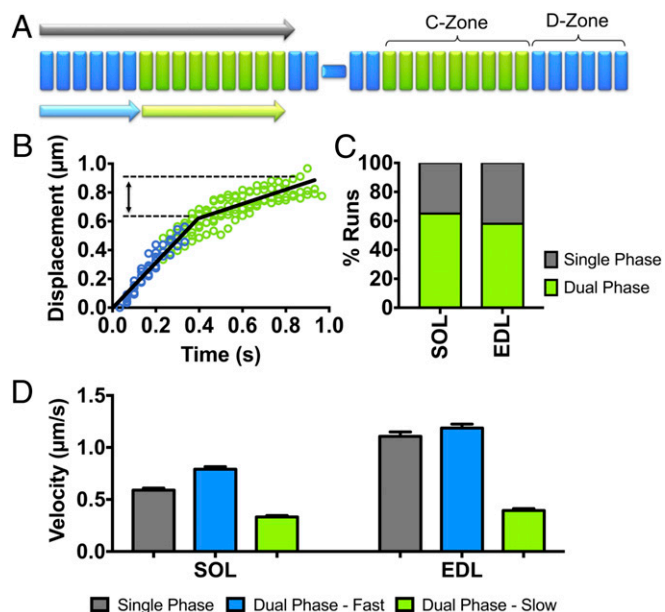 A
C-Zone
D-Zone
B
Displacement (µm)
1.0
0.8
0.6
0.4
0.2
0.0
0.0 0.2 0.4 0.6 0.8 1.0
Time (s)
C
% Runs
100
80
60
40
20
0
SOL
EDL
Single Phase
Dual Phase
D
Velocity (µm/s)
1.5
1.0
0.5
0.0
SOL
EDL
Single Phase Dual Phase - Fast Dual Phase - Slow